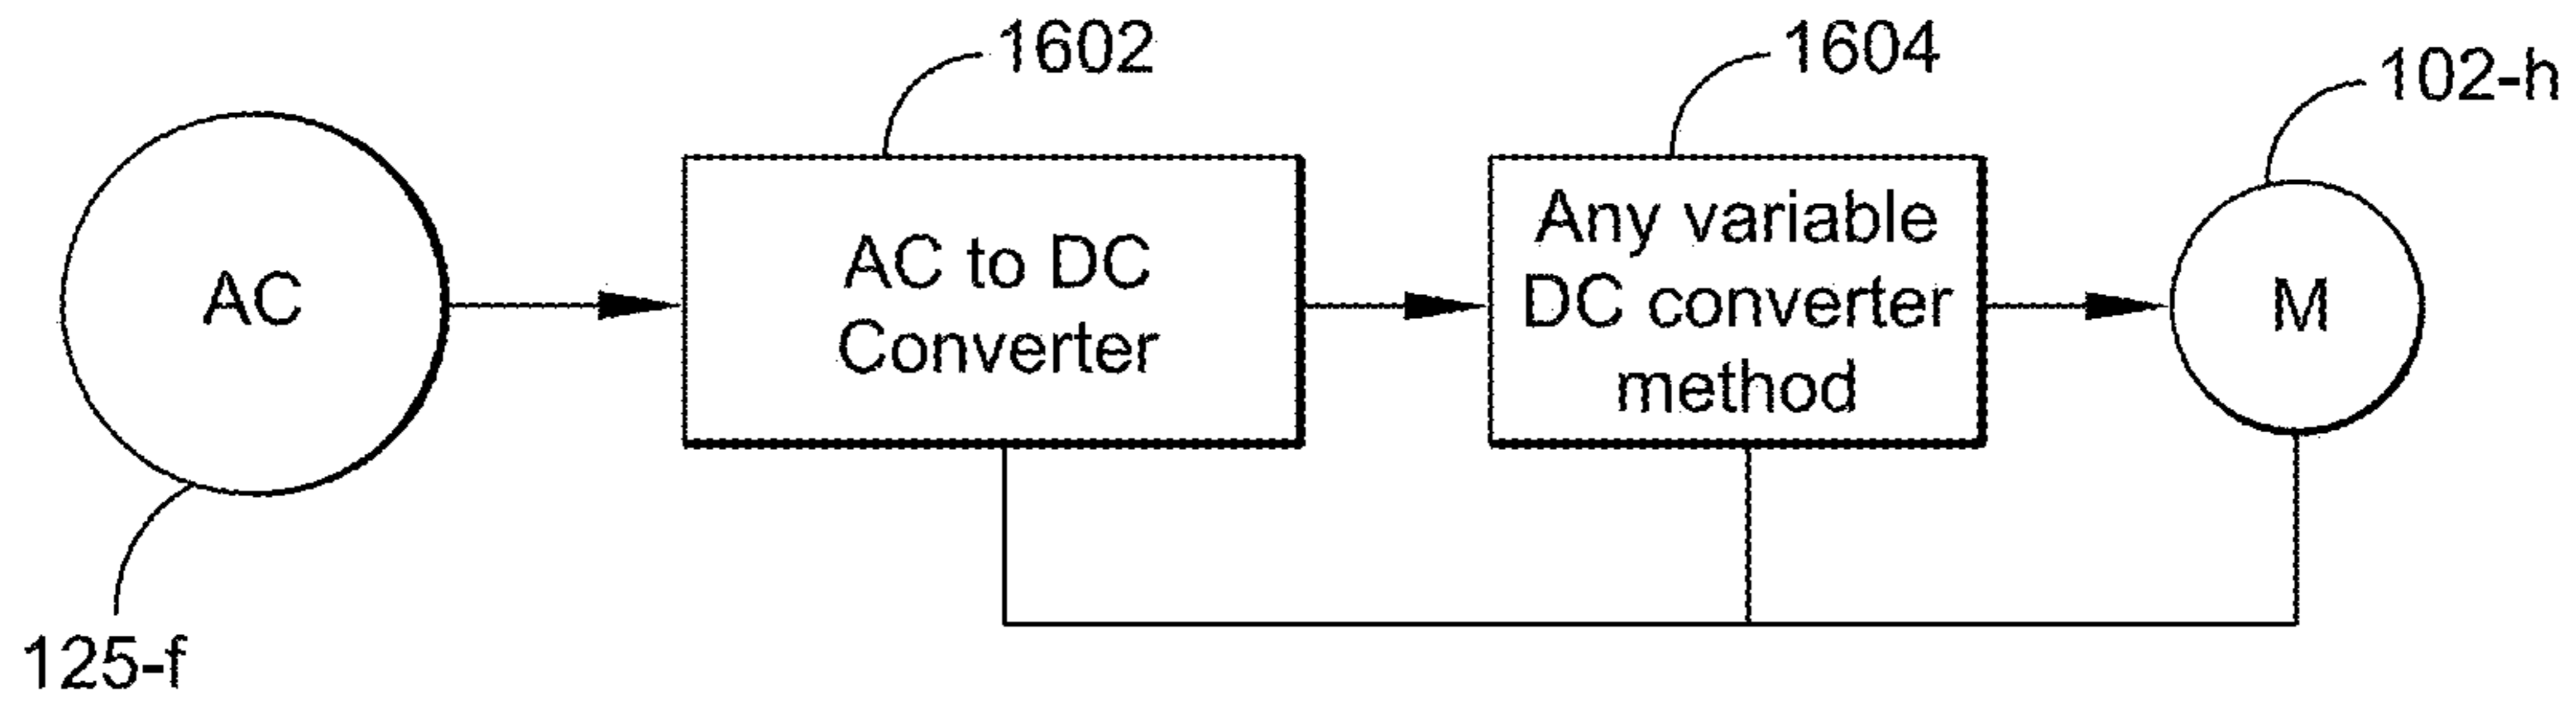 1602
1604
102-h
AC
AC to DC
Converter
Any variable
DC converter
method
M
125-f